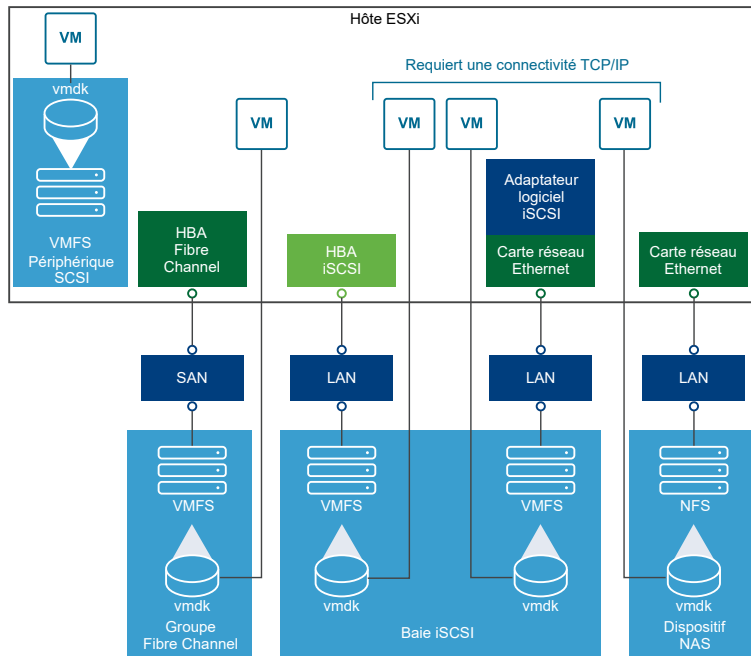 Hôte ESXi
VM
vmdk
VMFS
Périphérique
SCSI
Requiert une connectivité TCP/IP
VM
VM
VM
VM
HBA
Fibre
Channel
HBA
iSCSI
Adaptateur
logiciel
iSCSI
Carte réseau
Ethernet
Carte réseau
Ethernet
SAN
LAN
LAN
LAN
VMFS
VMFS
VMFS
NFS
vmdk
vmdk
vmdk
vmdk
Groupe
Fibre Channel
Baie iSCSI
Dispositif
NAS